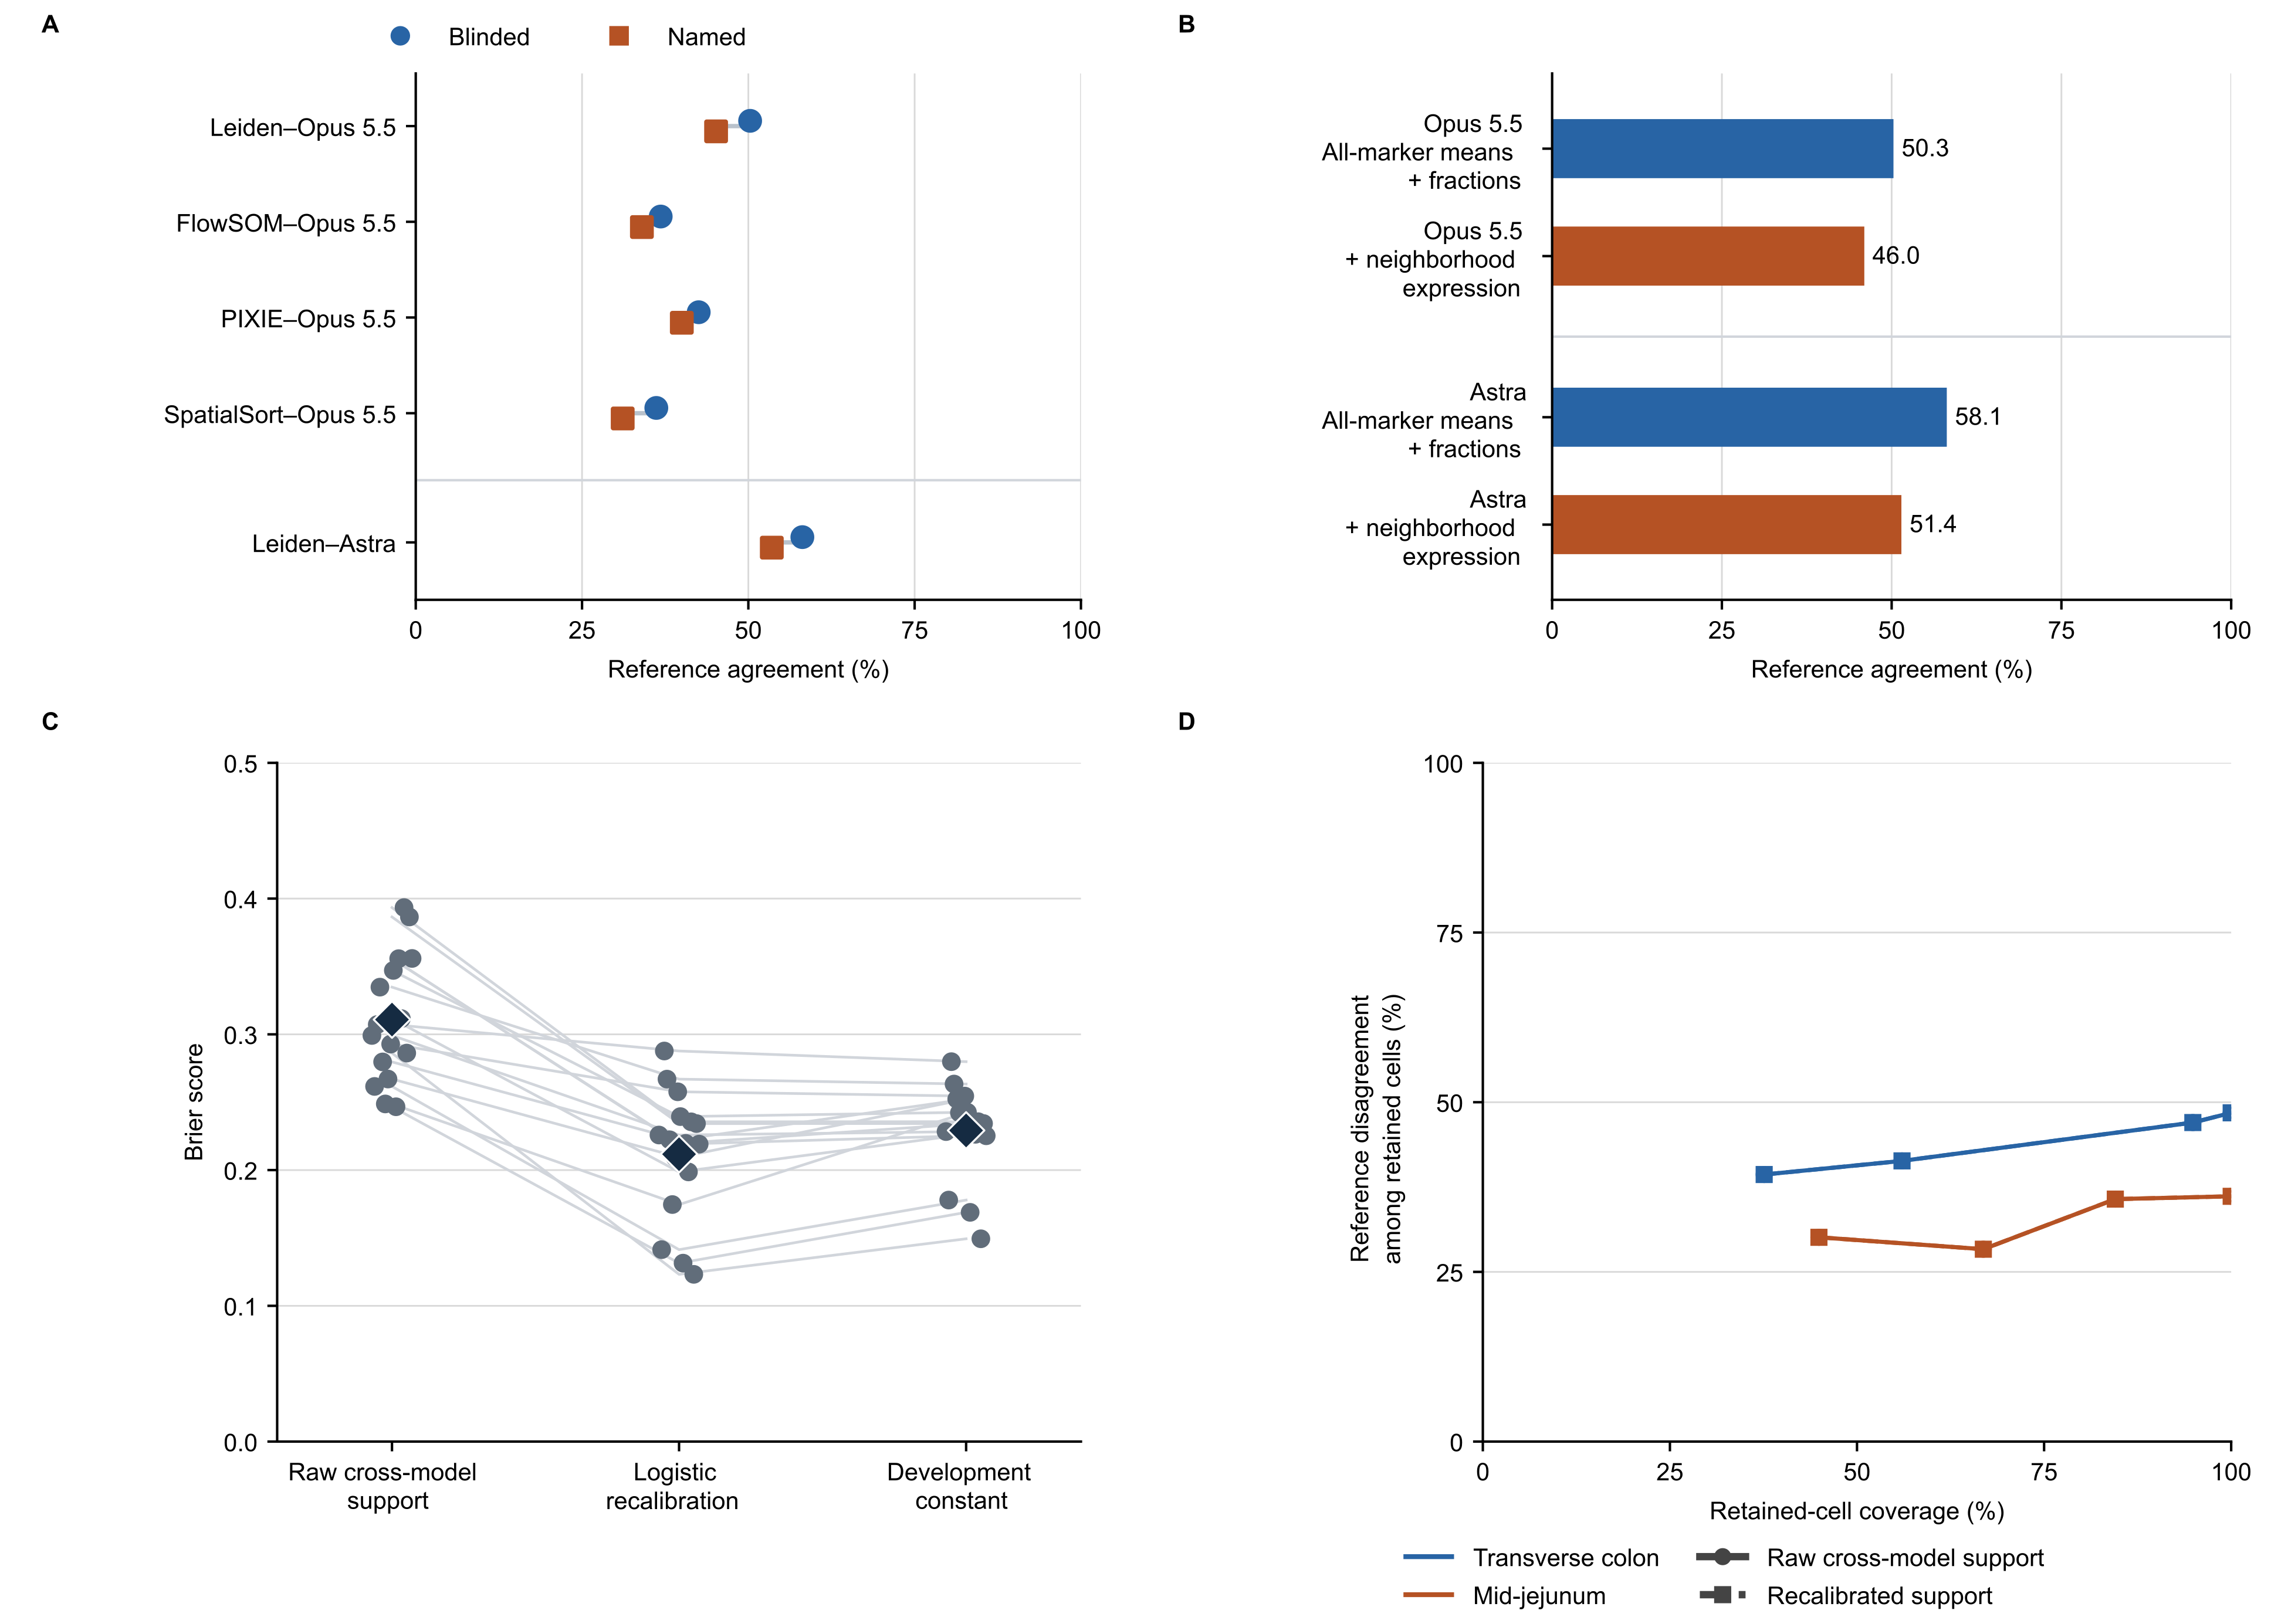 A
Blinded
Named
Leiden–Opus 5.5
FlowSOM–Opus 5.5
PIXIE–Opus 5.5
SpatialSort–Opus 5.5
Leiden–Astra
0
25
50
75
100
Reference agreement (%)
B
Opus 5.5
All-marker means
+ fractions
50.3
Opus 5.5
+ neighborhood
expression
46.0
Astra
All-marker means
+ fractions
58.1
Astra
+ neighborhood
expression
51.4
0
25
50
75
100
Reference agreement (%)
C
Brier score
0.5
0.4
0.3
0.2
0.1
0.0
Raw cross-model
support
Logistic
recalibration
Development
constant
D
Reference disagreement
among retained cells (%)
100
75
50
25
0
0
25
50
75
100
Retained-cell coverage (%)
Transverse colon
Mid-jejunum
Raw cross-model support
Recalibrated support